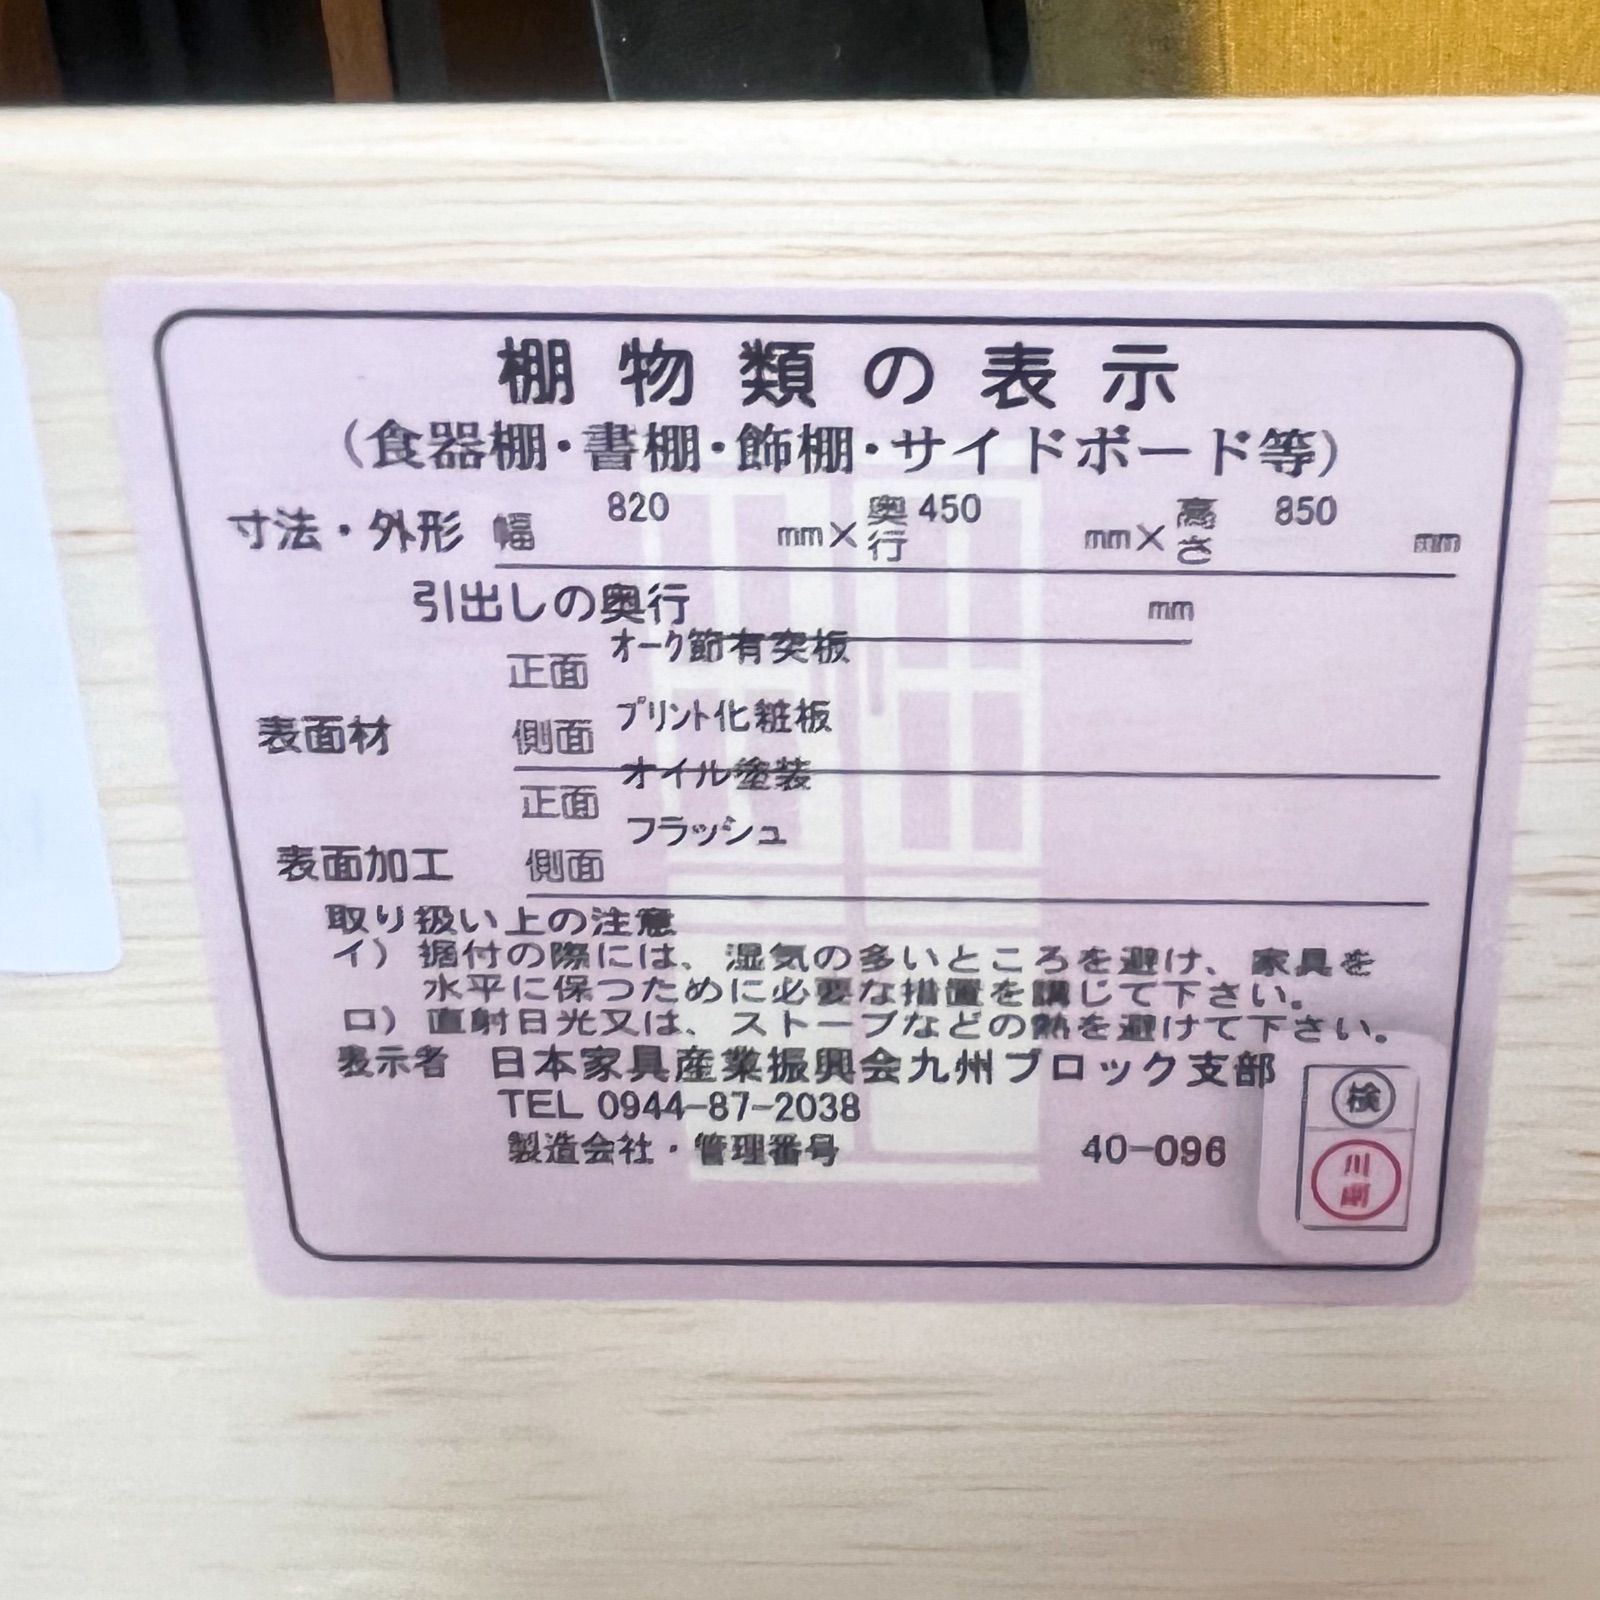 棚物類の表示
(食器棚・書棚・飾棚・サイドボード等)
寸法・外形 幅 820 mm×奥行 450 mm×高さ 850 mm
引出しの奥行 mm
表面材 正面 オーク節有突板
側面 プリント化粧板
表面加工 正面 オイル塗装
側面 フラッシュ
取り扱い上の注意
イ) 据付の際には、湿気の多いところを避け、家具を
水平に保つために必要な措置を講じて下さい。
ロ) 直射日光又は、ストーブなどの熱を避けて下さい。
表示者 日本家具産業振興会九州ブロック支部
TEL 0944-87-2038
製造会社・管理番号 40-096
検
川